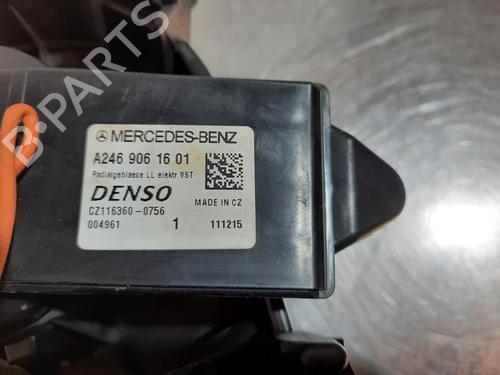 MERCEDES-BENZ
A246 906 16 01
Radialgeblaese LL elektr. VST
DENSO
MADE IN CZ
CZ116360-0756
004961 1 111215
B-PARTS